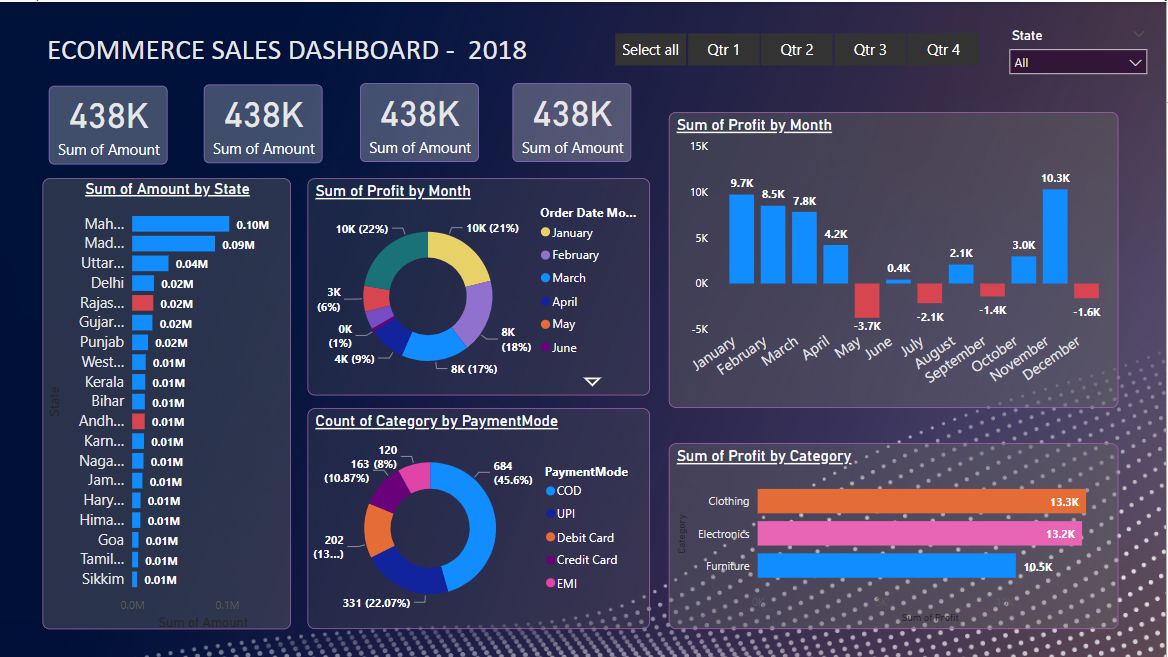 ECOMMERCE SALES DASHBOARD - 2018
Select all
Qtr 1
Qtr 2
Qtr 3
Qtr 4
State
All
438K
Sum of Amount
438K
Sum of Amount
438K
Sum of Amount
438K
Sum of Amount
Sum of Amount by State
State
Mah... 0.10M
Mad... 0.09M
Uttar... 0.04M
Delhi 0.02M
Rajas... 0.02M
Gujar... 0.02M
Punjab 0.02M
West... 0.01M
Kerala 0.01M
Bihar 0.01M
Andh... 0.01M
Karn... 0.01M
Naga... 0.01M
Jam... 0.01M
Hary... 0.01M
Hima... 0.01M
Goa 0.01M
Tamil... 0.01M
Sikkim 0.01M
0.0M 0.1M
Sum of Amount
Sum of Profit by Month
10K (22%)
10K (21%)
3K
(6%)
0K
(1%)
4K (9%)
8K (17%)
8K
(18%)
Order Date Mo...
January
February
March
April
May
June
Count of Category by PaymentMode
120
(8%)
163
(10.87%)
202
(13...)
331 (22.07%)
684
(45.6%)
PaymentMode
COD
UPI
Debit Card
Credit Card
EMI
Sum of Profit by Month
15K
10K
5K
0K
-5K
9.7K
8.5K
7.8K
4.2K
-3.7K
0.4K
-2.1K
2.1K
-1.4K
3.0K
10.3K
-1.6K
January
February
March
April
May
June
July
August
September
October
November
December
Sum of Profit by Category
Category
Clothing 13.3K
Electronics 13.2K
Furniture 10.5K
Sum of Profit